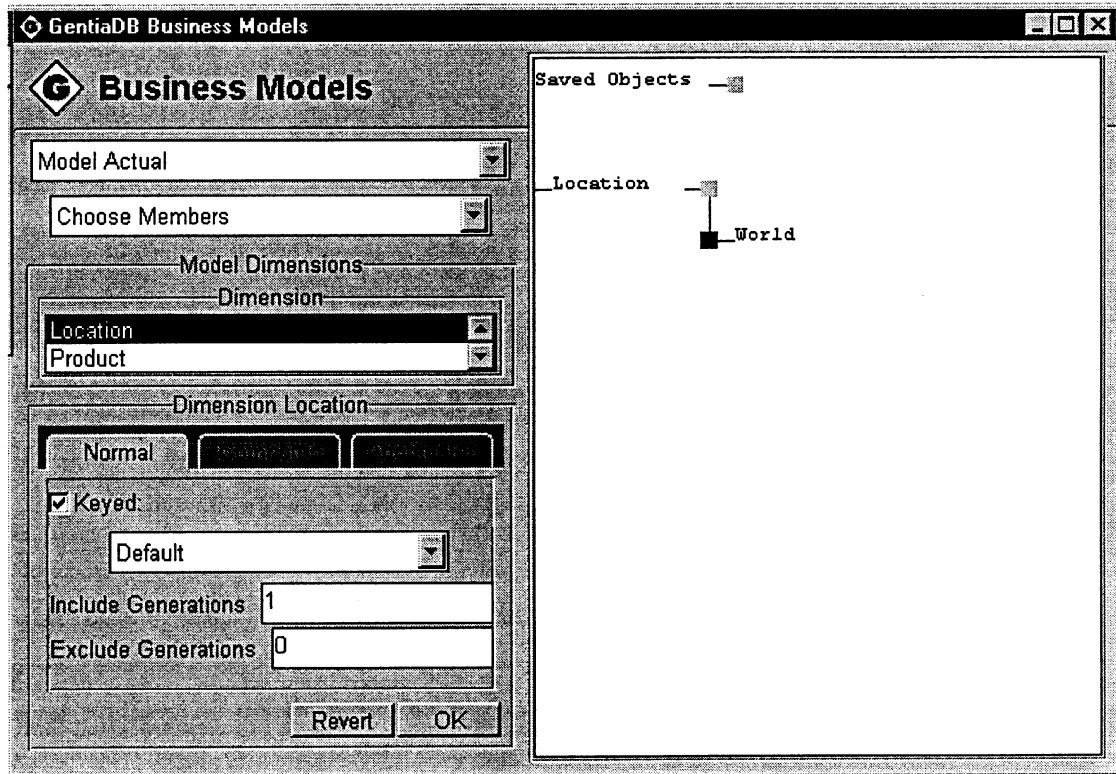 GentiaDB Business Models
G Business Models
Model Actual
Choose Members
Model Dimensions
Dimension
Location
Product
Dimension Location
Normal
Keyed:
Default
Include Generations 1
Exclude Generations 0
Revert OK
Saved Objects
Location
World